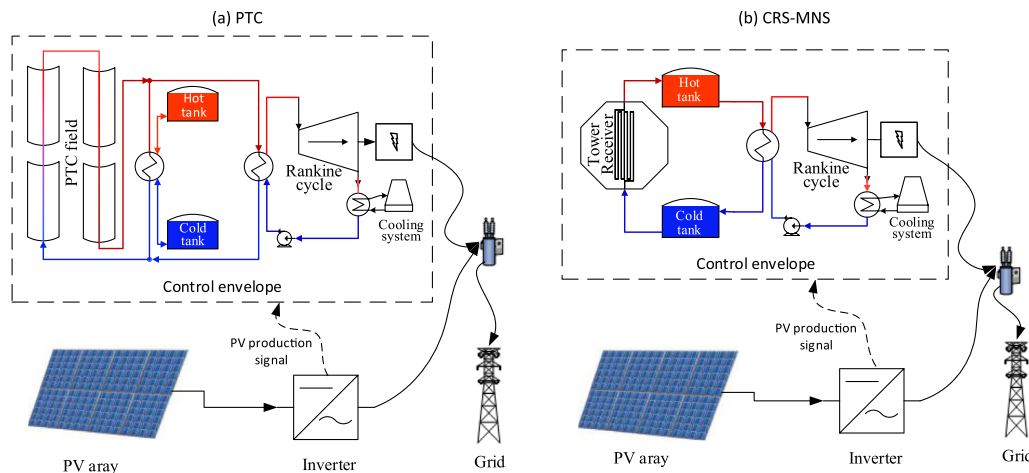 (a) PTC
PTC field
Hot
tank
Cold
tank
Rankine
cycle
Cooling
system
Control envelope
PV production
signal
PV aray
Inverter
Grid
(b) CRS-MNS
Tower
Receiver
Hot
tank
Cold
tank
Rankine
cycle
Cooling
system
Control envelope
PV production
signal
PV aray
Inverter
Grid